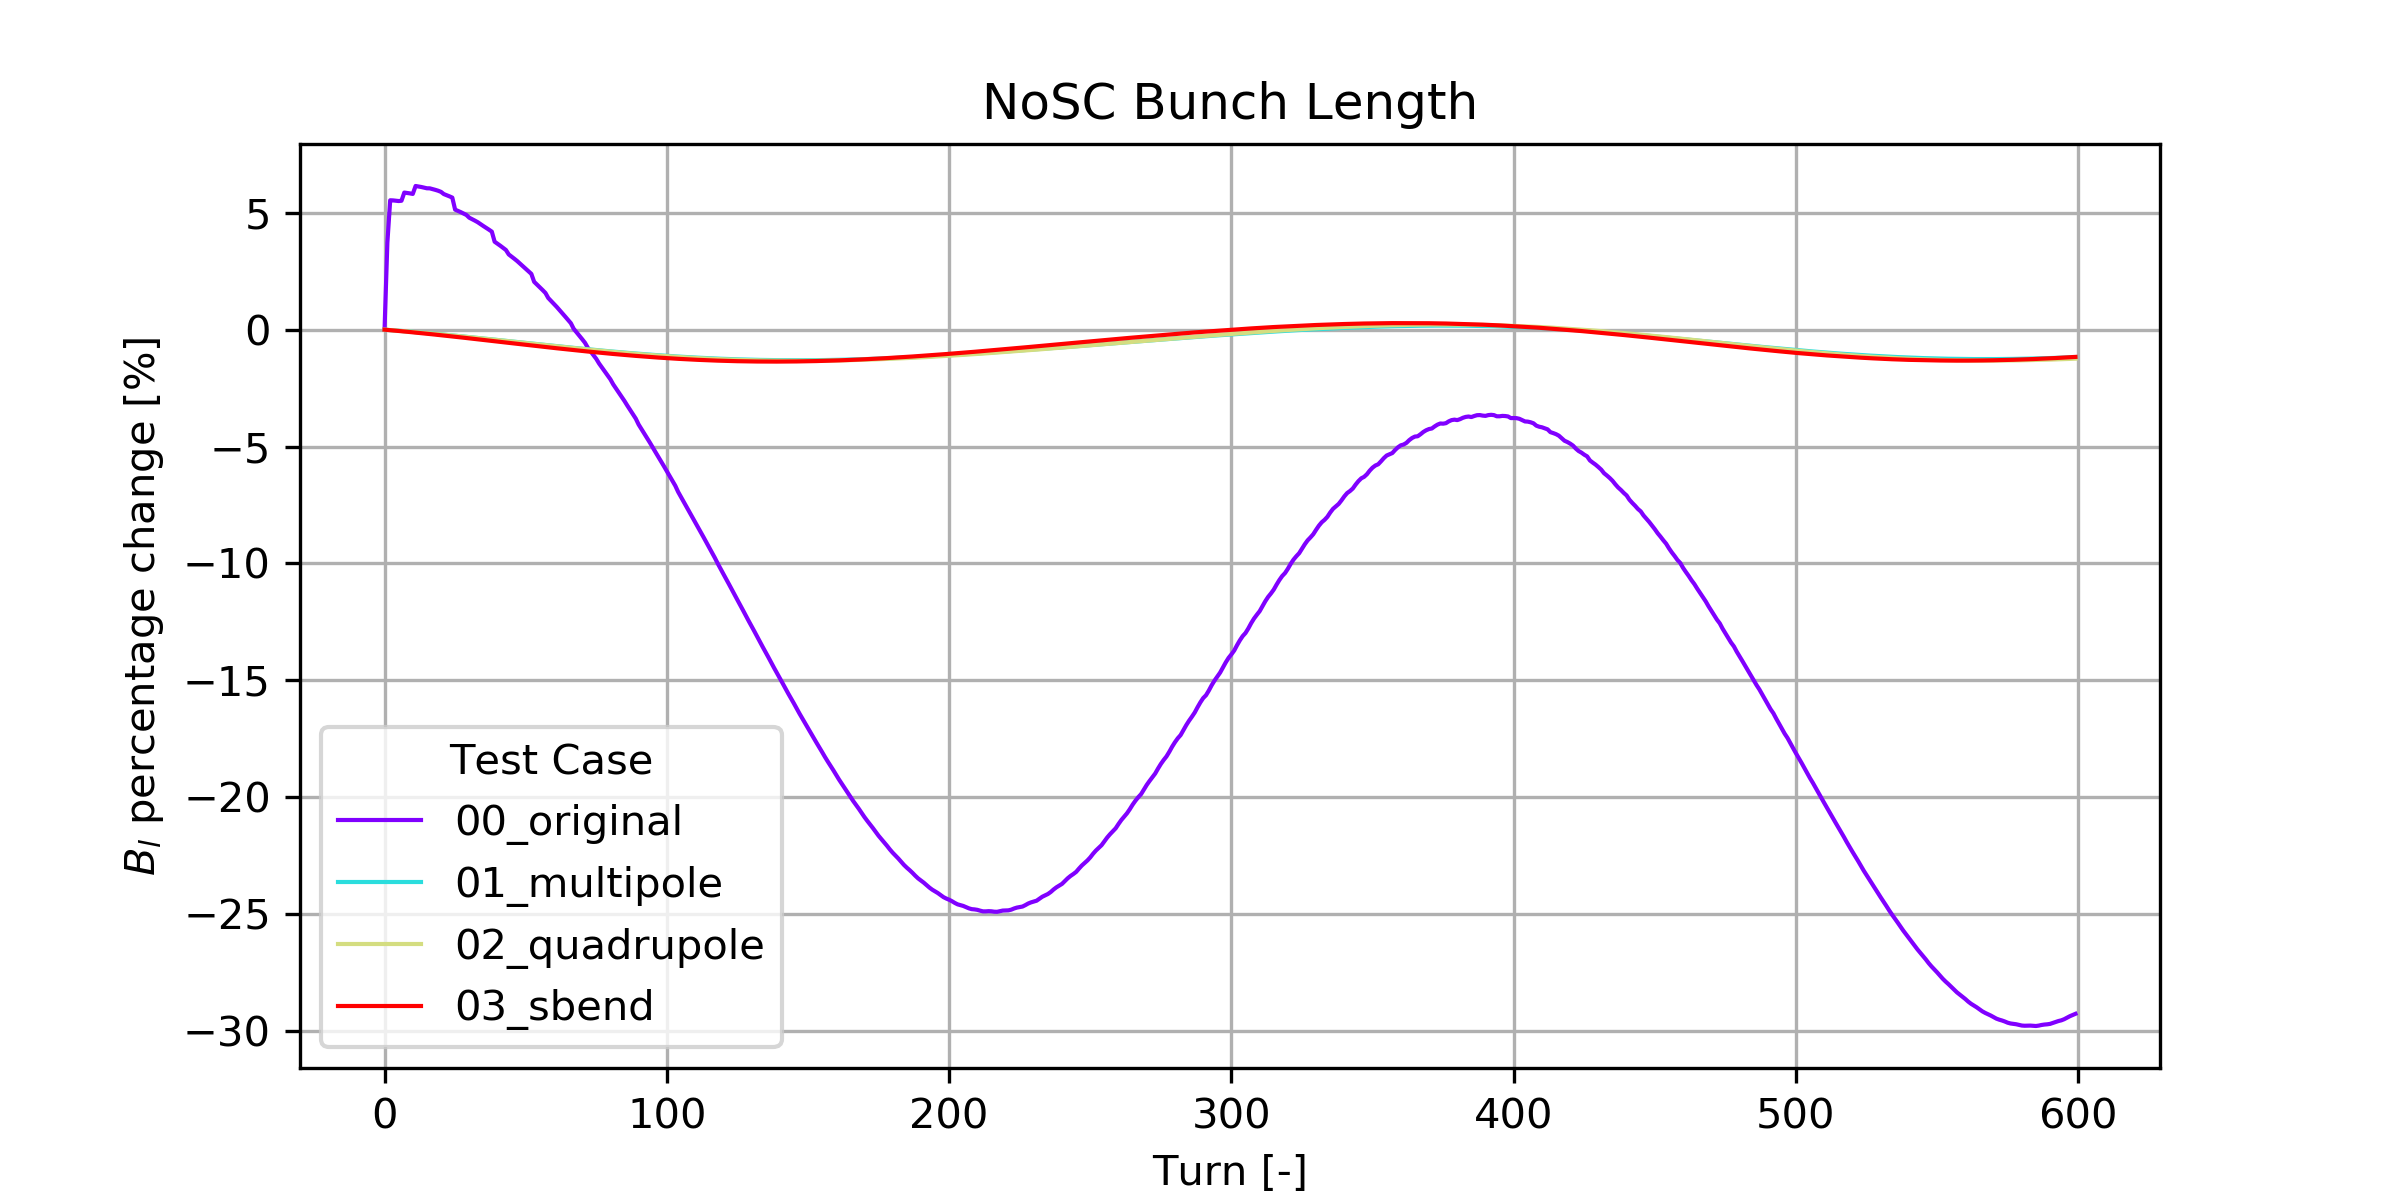 NoSC Bunch Length
B_l percentage change [%]
5
0
−5
−10
−15
−20
−25
−30
Test Case
00_original
01_multipole
02_quadrupole
03_sbend
0 100 200 300 400 500 600
Turn [-]